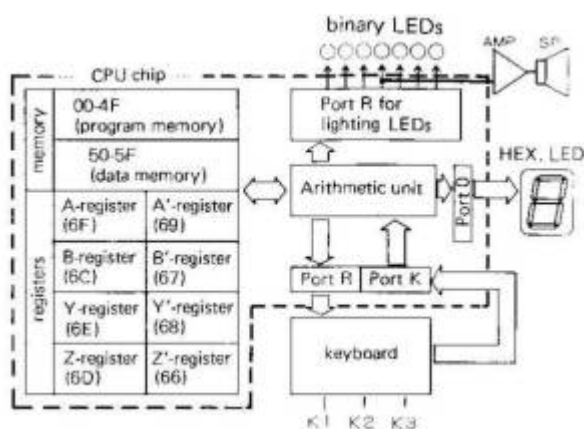 binary LEDs
AMP
SP
CPU chip
memory
00-4F
(program memory)
50-5F
(data memory)
Port R for
lighting LEDs
HEX. LED
Arithmetic unit
Port O
registers
A-register
(6F)
A'-register
(69)
B-register
(6C)
B'-register
(67)
Y-register
(6E)
Y'-register
(68)
Z-register
(6D)
Z'-register
(66)
Port R
Port K
keyboard
K1
K2
K3